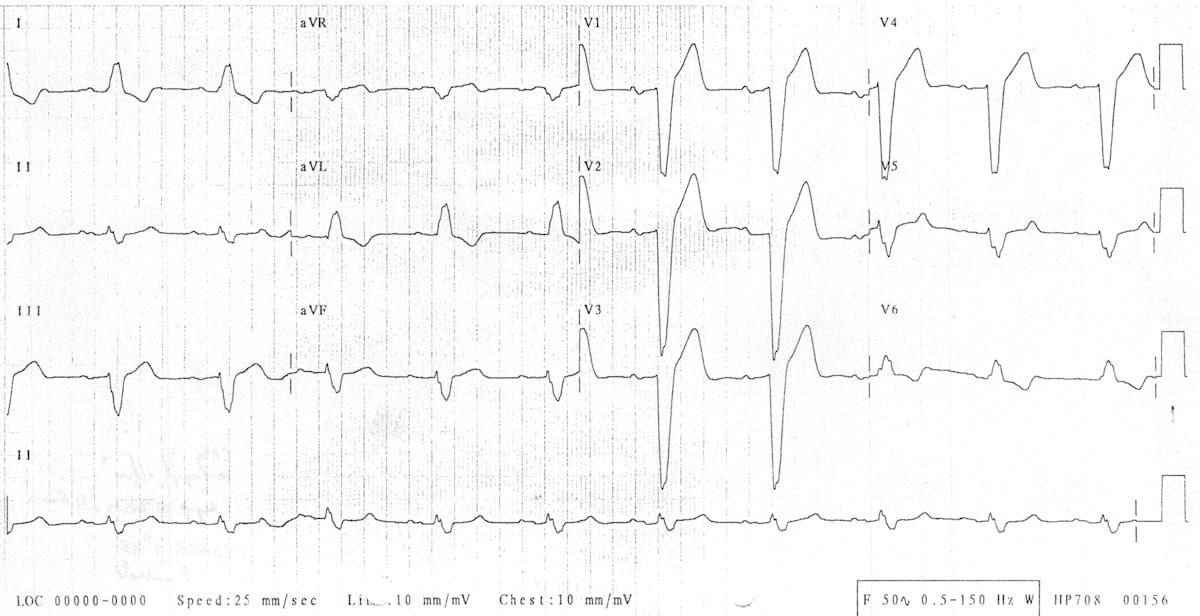 I aVR V1 V4
II aVL V2 V5
III aVF V3 V6
II
LOC 00000-0000 Speed:25 mm/sec 10 mm/mV Chest:10 mm/mV F 50∿ 0.5-150 Hz W HP708 00156